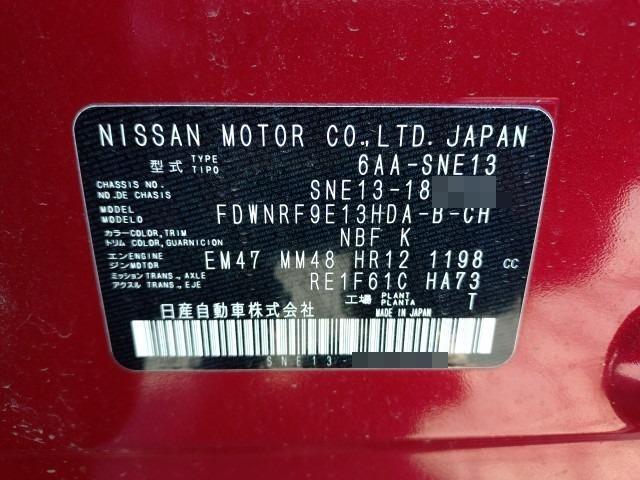 NISSAN MOTOR CO.,LTD. JAPAN
型式 TYPE TIPO 6AA-SNE13
CHASSIS NO. NO.DE CHASIS SNE13-18
MODEL MODELO FDWNRF9E13HDA-B-CH
カラー COLOR,TRIM トリム COLOR,GUARNICION NBF K
エンジン ENGINE MOTOR EM47 MM48 HR12 1198 CC
ミッション TRANS., AXLE アクスル TRANS., EJE RE1F61C HA73
工場 PLANT PLANTA T
日産自動車株式会社 MADE IN JAPAN
SNE13-